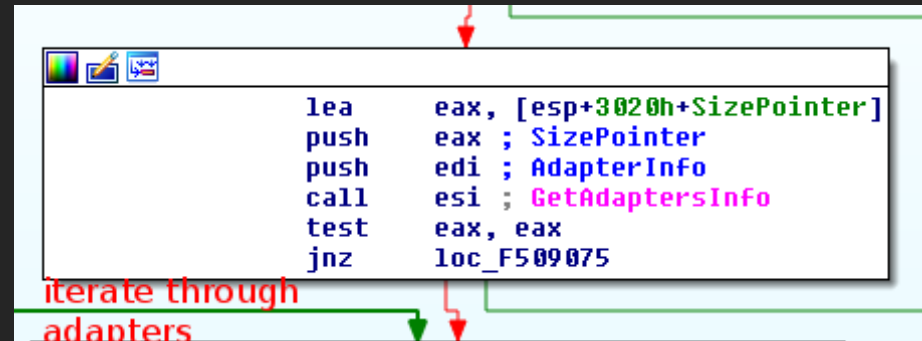 lea eax, [esp+3020h+SizePointer]
push eax ; SizePointer
push edi ; AdapterInfo
call esi ; GetAdaptersInfo
test eax, eax
jnz loc_F509075
iterate through
adapters